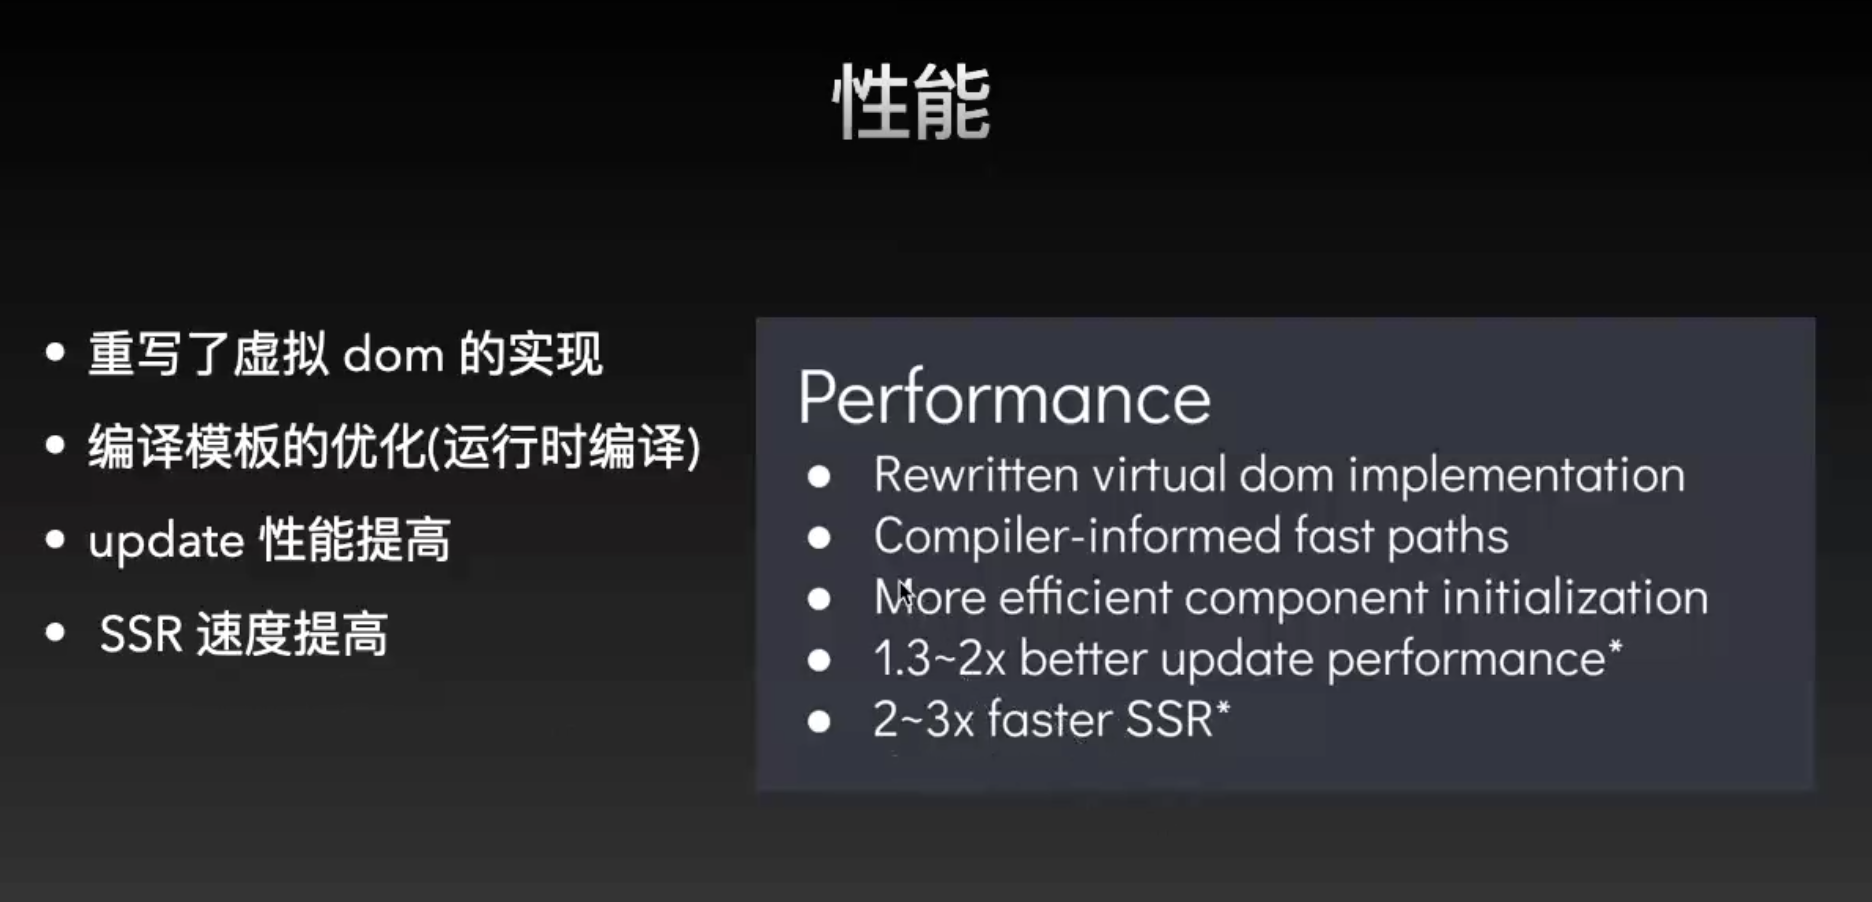 性能
重写了虚拟 dom 的实现
编译模板的优化(运行时编译)
update 性能提高
SSR 速度提高
Performance
Rewritten virtual dom implementation
Compiler-informed fast paths
More efficient component initialization
1.3~2x better update performance*
2~3x faster SSR*